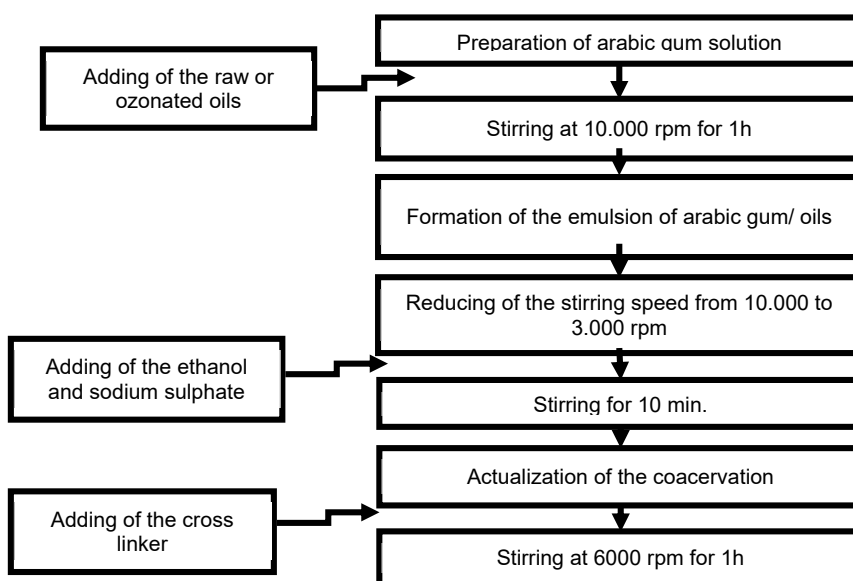 Preparation of arabic gum solution
Adding of the raw or
ozonated oils
Stirring at 10.000 rpm for 1h
Formation of the emulsion of arabic gum/ oils
Reducing of the stirring speed from 10.000 to
3.000 rpm
Adding of the ethanol
and sodium sulphate
Stirring for 10 min.
Actualization of the coacervation
Adding of the cross
linker
Stirring at 6000 rpm for 1h